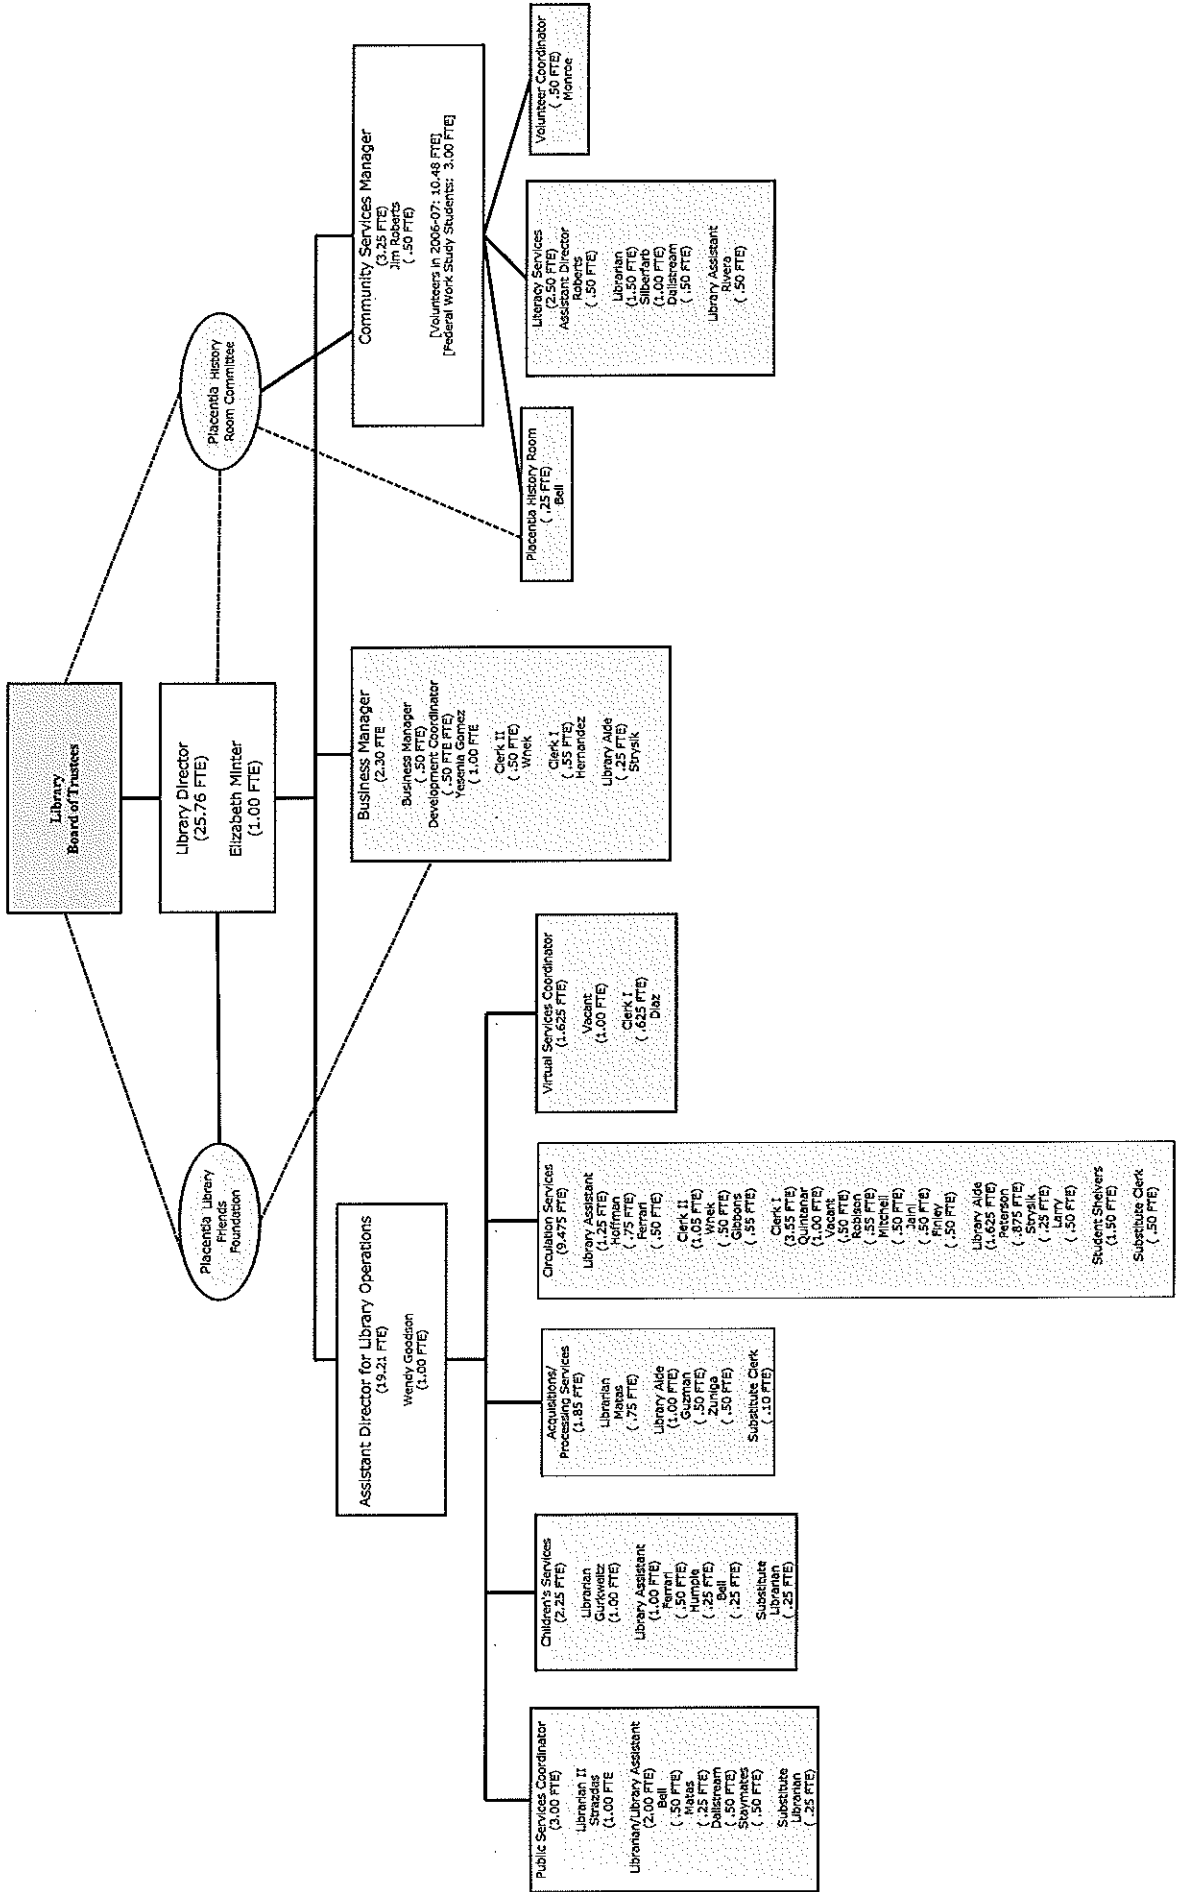 Library
Board of Trustees
Library Director
(25.76 FTE)
Elizabeth Minter
(1.00 FTE)
Placentia Library
Friends
Foundation
Placentia History
Room Committee
Assistant Director for Library Operations
(19.21 FTE)
Wendy Goodson
(1.00 FTE)
Business Manager
(2.30 FTE
Business Manager
( .50 FTE)
Development Coordinator
( .50 FTE FTE)
Yesenia Gomez
( 1.00 FTE
Clerk II
( .50 FTE)
Wnek
Clerk I
( .55 FTE)
Hernandez
Library Aide
( .25 FTE)
Strysik
Community Services Manager
(3.25 FTE)
Jim Roberts
( .50 FTE)
[Volunteers in 2006-07: 10.48 FTE]
[Federal Work Study Students: 3.00 FTE]
Public Services Coordinator
(3.00 FTE)
Librarian II
Strazdas
(1.00 FTE
Librarian/Library Assistant
(2.00 FTE)
Bell
( .50 FTE)
Matas
( .25 FTE)
Dallstream
( .50 FTE)
Staymates
( .50 FTE)
Substitute
Librarian
( .25 FTE)
Children's Services
(2.25 FTE)
Librarian
Gurkweitz
(1.00 FTE)
Library Assistant
(1.00 FTE)
Ferrari
( .50 FTE)
Humple
( .25 FTE)
Bell
( .25 FTE)
Substitute
Librarian
( .25 FTE)
Acquisitions/
Processing Services
(1.85 FTE)
Librarian
Matas
( .75 FTE)
Library Aide
(1.00 FTE)
Guzman
( .50 FTE)
Zuniga
( .50 FTE)
Substitute Clerk
( .10 FTE)
Circulation Services
(9.475 FTE)
Library Assistant
(1.25 FTE)
Hoffman
( .75 FTE)
Ferrari
( .50 FTE)
Clerk II
(1.05 FTE)
Wnek
( .50 FTE)
Gibbons
( .55 FTE)
Clerk I
(3.55 FTE)
Quintanar
(1.00 FTE)
Vacant
( .50 FTE)
Robison
( .55 FTE)
Mitchell
( .50 FTE)
Jaini
( .50 FTE)
Finley
( .50 FTE)
Library Aide
(1.625 FTE)
Peterson
( .875 FTE)
Strysik
( .25 FTE)
Larry
( .50 FTE)
Student Shelvers
(1.50 FTE)
Substitute Clerk
( .50 FTE)
Virtual Services Coordinator
(1.625 FTE)
Vacant
(1.00 FTE)
Clerk I
( .625 FTE)
Diaz
Placentia History Room
( .25 FTE)
Bell
Literacy Services
(2.50 FTE)
Assistant Director
Roberts
( .50 FTE)
Librarian
(1.50 FTE)
Silberfarb
(1.00 FTE)
Dallstream
( .50 FTE)
Library Assistant
Rivera
( .50 FTE)
Volunteer Coordinator
( .50 FTE)
Monroe